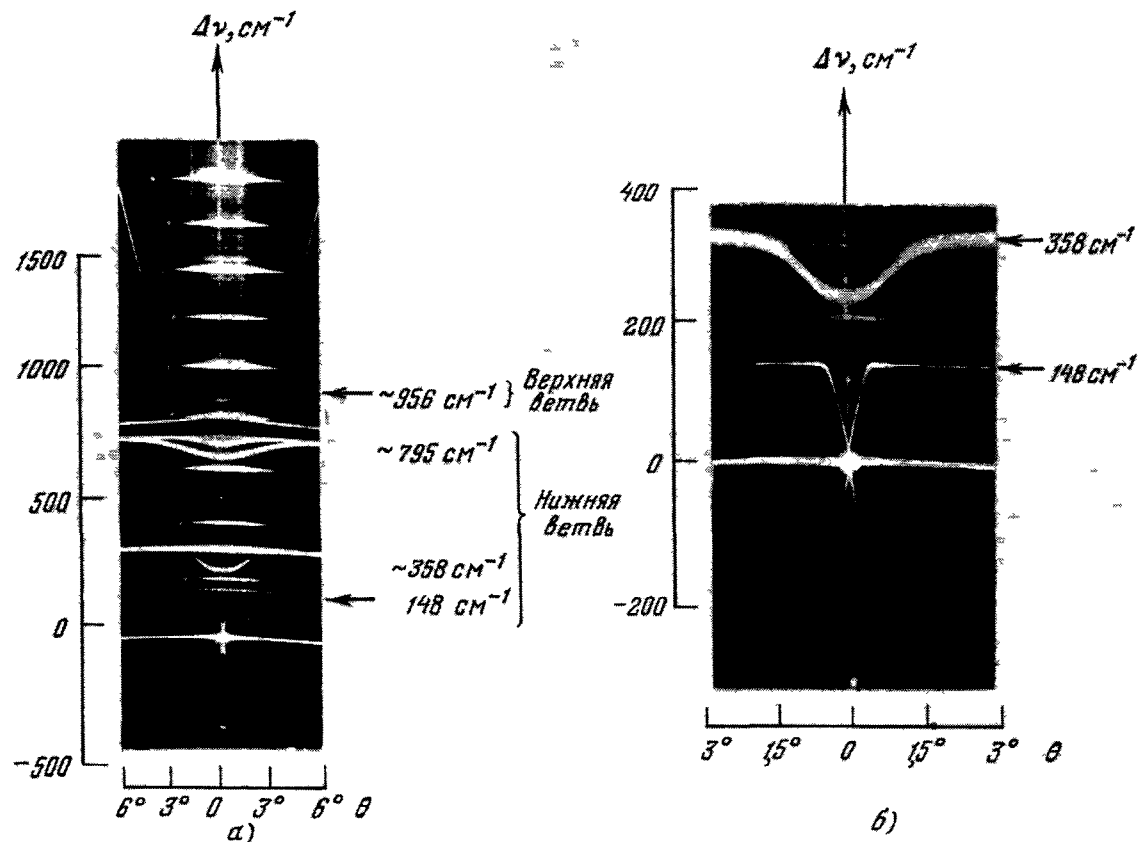 Δν, см⁻¹
1500
1000
500
0
-500
~956 см⁻¹ } Верхняя ветвь
~795 см⁻¹
Нижняя ветвь
~358 см⁻¹
148 см⁻¹
6° 3° 0 3° 6° θ
а)
Δν, см⁻¹
400
200
0
-200
358 см⁻¹
148 см⁻¹
3° 1,5° 0 1,5° 3° θ
б)